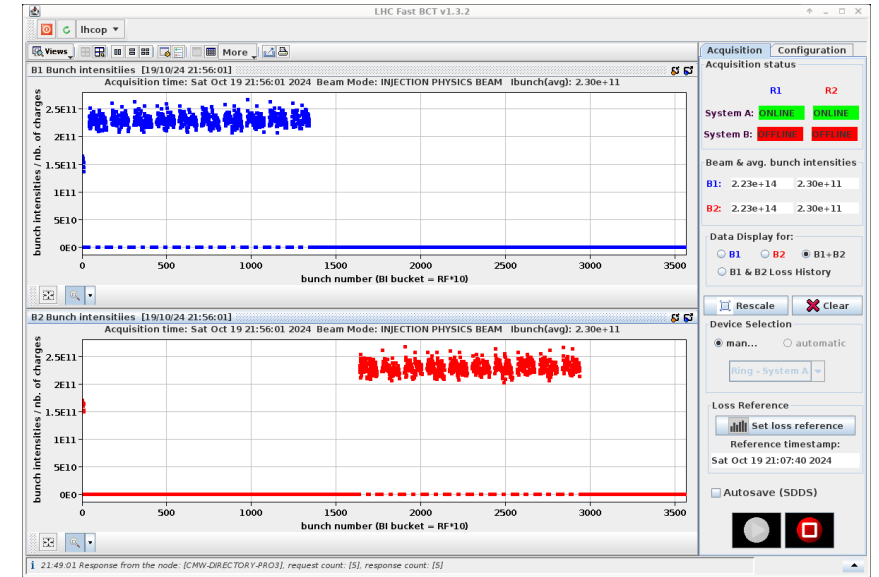 LHC Fast BCT v1.3.2
lhcop
Views
More
B1 Bunch intensitiies [19/10/24 21:56:01]
Acquisition time: Sat Oct 19 21:56:01 2024 Beam Mode: INJECTION PHYSICS BEAM Ibunch(avg): 2.30e+11
bunch intensities / nb. of charges
2.5E11
2E11
1.5E11
1E11
5E10
0E0
0 500 1000 1500 2000 2500 3000 3500
bunch number (BI bucket = RF*10)
B2 Bunch intensities [19/10/24 21:56:01]
Acquisition time: Sat Oct 19 21:56:01 2024 Beam Mode: INJECTION PHYSICS BEAM Ibunch(avg): 2.30e+11
bunch intensities / nb. of charges
2.5E11
2E11
1.5E11
1E11
5E10
0E0
0 500 1000 1500 2000 2500 3000 3500
bunch number (BI bucket = RF*10)
Acquisition Configuration
Acquisition status
R1 R2
System A: ONLINE ONLINE
System B: OFFLINE OFFLINE
Beam & avg. bunch intensities
B1: 2.23e+14 2.30e+11
B2: 2.23e+14 2.30e+11
Data Display for:
B1 B2 B1+B2
B1 & B2 Loss History
Rescale Clear
Device Selection
man... automatic
Ring - System A
Loss Reference
Set loss reference
Reference timestamp:
Sat Oct 19 21:07:40 2024
Autosave (SDDS)
21:49:01 Response from the node: [CMW-DIRECTORY-PRO3], request count: [5], response count: [5]